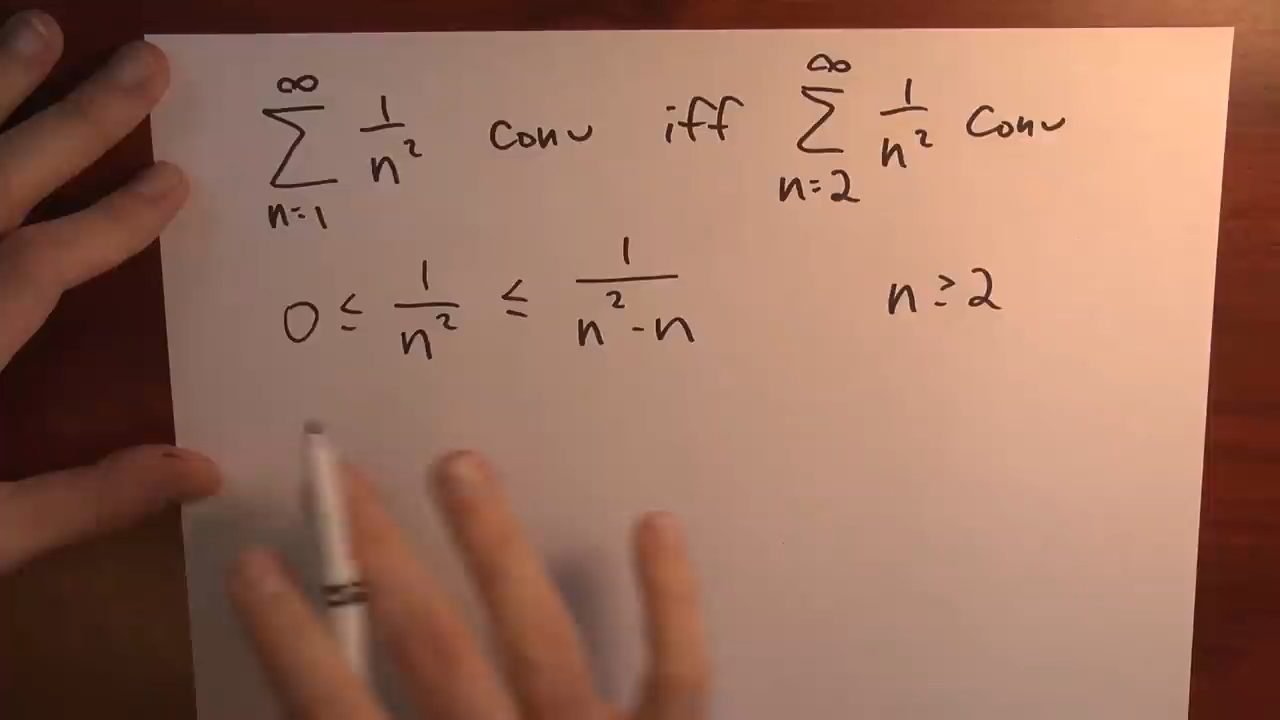 ∞∑n=1 1/n² Conv iff ∞∑n=2 1/n² Conv
0 ≤ 1/n² ≤ 1/n²-n n ≥ 2